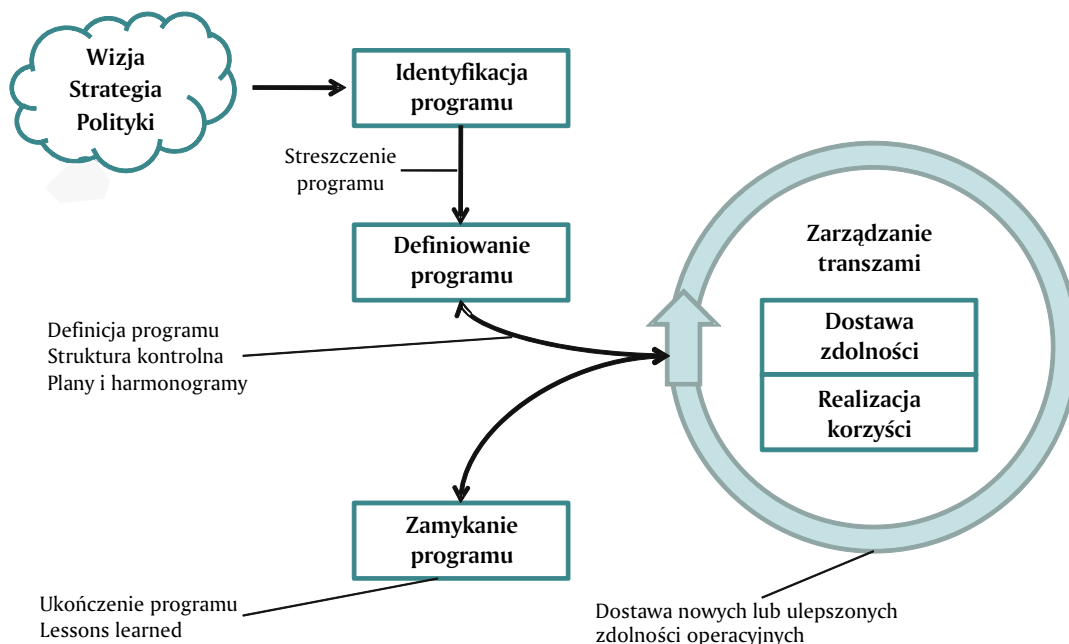 Wizja
Strategia
Polityki
Identyfikacja
programu
Streszczenie
programu
Definiowanie
programu
Zarządzanie
transzami
Dostawa
zdolności
Realizacja
korzyści
Definicja programu
Struktura kontrolna
Plany i harmonogramy
Zamykanie
programu
Ukończenie programu
Lessons learned
Dostawa nowych lub ulepszonych
zdolności operacyjnych